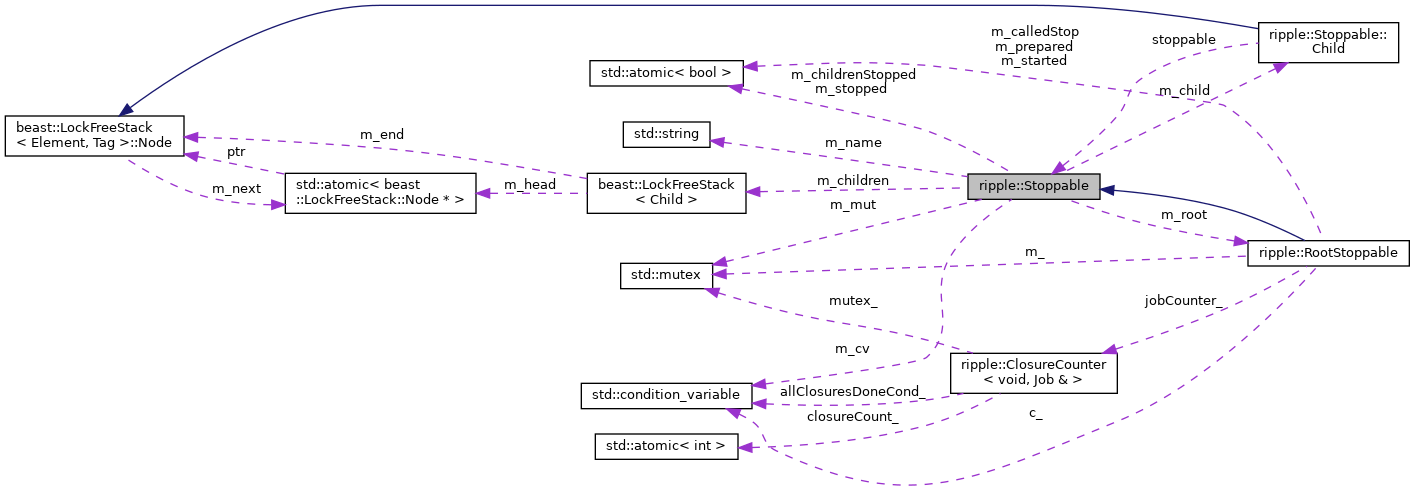 m_calledStop
m_prepared
m_started
stoppable
ripple::Stoppable::
Child
std::atomic< bool >
m_childrenStopped
m_stopped
m_child
beast::LockFreeStack
< Element, Tag >::Node
m_end
std::string
m_name
ptr
m_next
std::atomic< beast
::LockFreeStack::Node * >
m_head
beast::LockFreeStack
< Child >
m_children
ripple::Stoppable
m_mut
m_root
ripple::RootStoppable
m_
std::mutex
mutex_
jobCounter_
m_cv
ripple::ClosureCounter
< void, Job & >
std::condition_variable
allClosuresDoneCond_
closureCount_
c_
std::atomic< int >